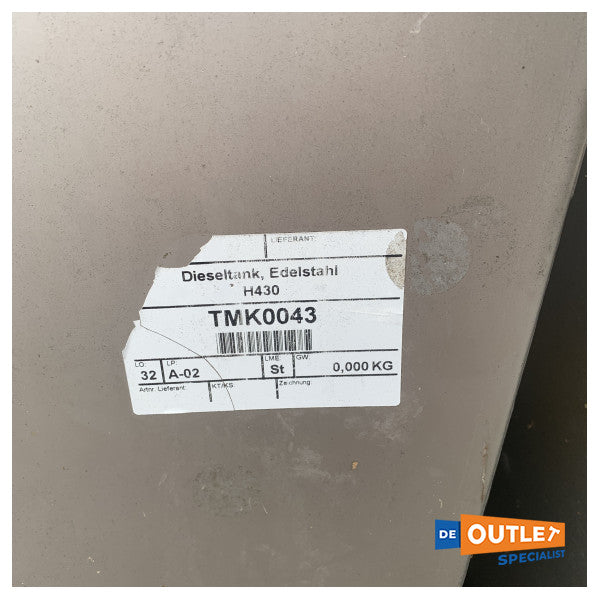 LIEFERANT:
Dieseltank, Edelstahl
H430
TMK0043
LO: LP: LME: GW:
32 A-02 St 0,000 KG
Artnr. Lieferant: KT/KS: Zeichnung:
DE OUTLET
SPECIALIST